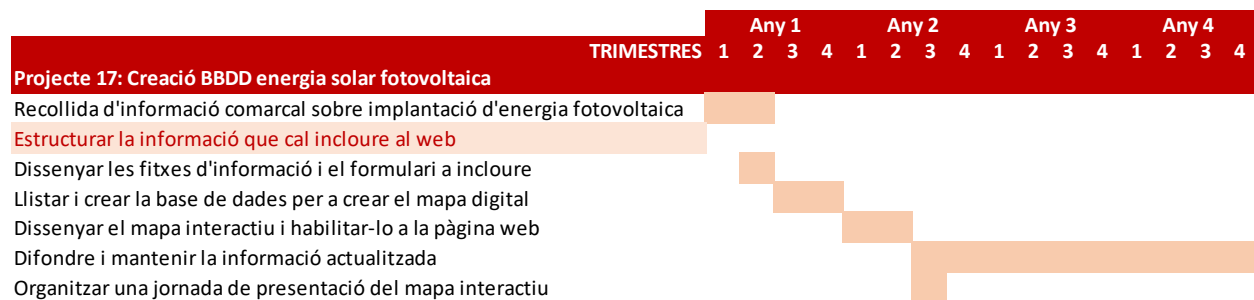 Any 1 Any 2 Any 3 Any 4
TRIMESTRES 1 2 3 4 1 2 3 4 1 2 3 4 1 2 3 4
Projecte 17: Creació BBDD energia solar fotovoltaica
Recollida d'informació comarcal sobre implantació d'energia fotovoltaica
Estructurar la informació que cal incloure al web
Dissenyar les fitxes d'informació i el formulari a incloure
Llistar i crear la base de dades per a crear el mapa digital
Dissenyar el mapa interactiu i habilitar-lo a la pàgina web
Difondre i mantenir la informació actualitzada
Organitzar una jornada de presentació del mapa interactiu